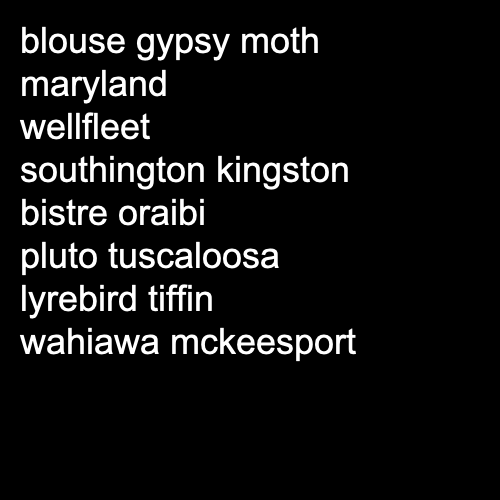 blouse gypsy moth
maryland
wellfleet
southington kingston
bistre oraibi
pluto tuscaloosa
lyrebird tiffin
wahiawa mckeesport